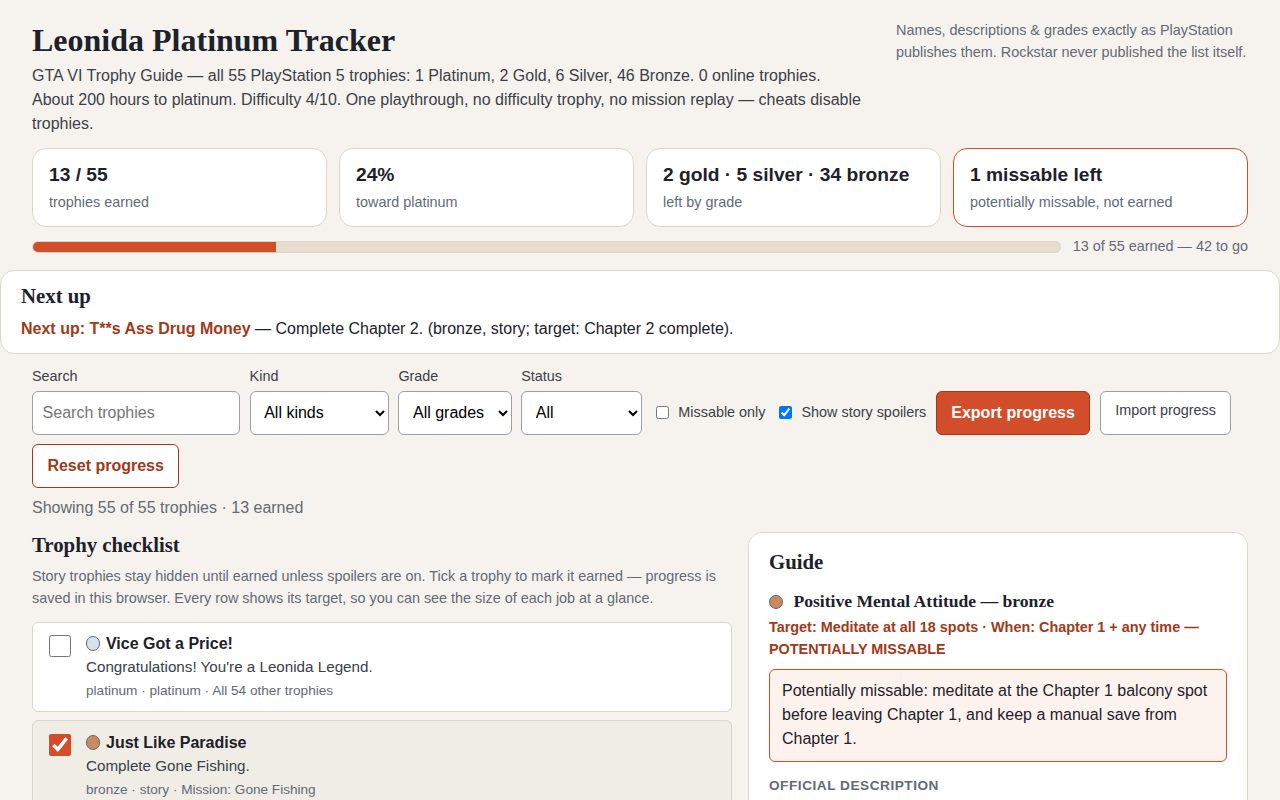 Leonida Platinum Tracker
GTA VI Trophy Guide — all 55 PlayStation 5 trophies: 1 Platinum, 2 Gold, 6 Silver, 46 Bronze. 0 online trophies.
About 200 hours to platinum. Difficulty 4/10. One playthrough, no difficulty trophy, no mission replay — cheats disable
trophies.
Names, descriptions & grades exactly as PlayStation
publishes them. Rockstar never published the list itself.
13 / 55
trophies earned
24%
toward platinum
2 gold · 5 silver · 34 bronze
left by grade
1 missable left
potentially missable, not earned
13 of 55 earned — 42 to go
Next up
Next up: T**s Ass Drug Money — Complete Chapter 2. (bronze, story; target: Chapter 2 complete).
Search
Kind
Grade
Status
Search trophies
All kinds
All grades
All
Missable only
Show story spoilers
Export progress
Import progress
Reset progress
Showing 55 of 55 trophies · 13 earned
Trophy checklist
Story trophies stay hidden until earned unless spoilers are on. Tick a trophy to mark it earned — progress is
saved in this browser. Every row shows its target, so you can see the size of each job at a glance.
Vice Got a Price!
Congratulations! You're a Leonida Legend.
platinum · platinum · All 54 other trophies
Just Like Paradise
Complete Gone Fishing.
bronze · story · Mission: Gone Fishing
Guide
Positive Mental Attitude — bronze
Target: Meditate at all 18 spots · When: Chapter 1 + any time —
POTENTIALLY MISSABLE
Potentially missable: meditate at the Chapter 1 balcony spot
before leaving Chapter 1, and keep a manual save from
Chapter 1.
OFFICIAL DESCRIPTION